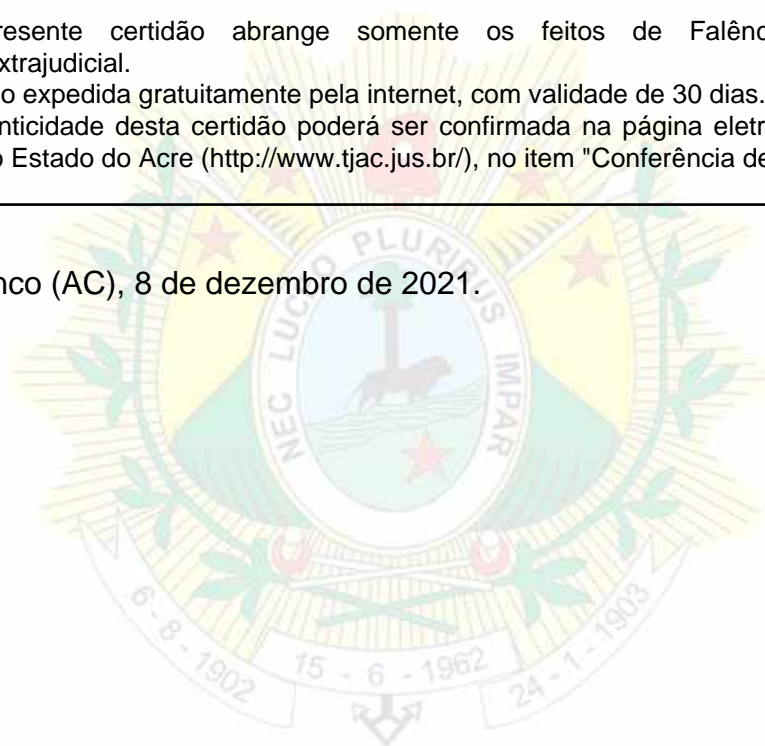 resente certidão abrange somente os feitos de Falênc
xtrajudicial.
o expedida gratuitamente pela internet, com validade de 30 dias.
nticidade desta certidão poderá ser confirmada na página eletr
o Estado do Acre (http://www.tjac.jus.br/), no item "Conferência de
nco (AC), 8 de dezembro de 2021.
NEC LUCEO PLURIBUS IMPAR
6 - 8 - 1902
15 - 6 - 1962
24 - 1 - 1903